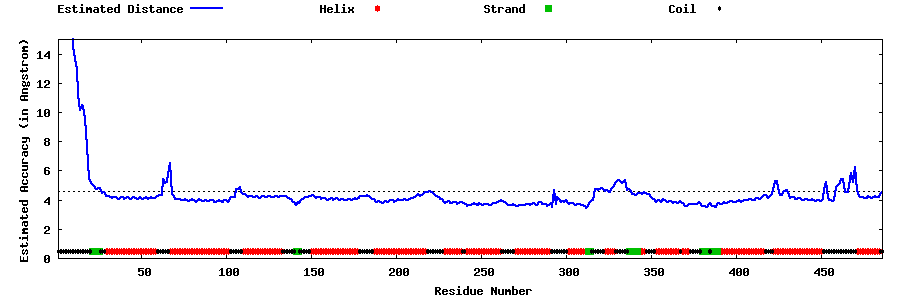 Estimated Distance Helix Strand Coil
Estimated Accuracy (in Angstrom)
14
12
10
8
6
4
2
0
50 100 150 200 250 300 350 400 450
Residue Number